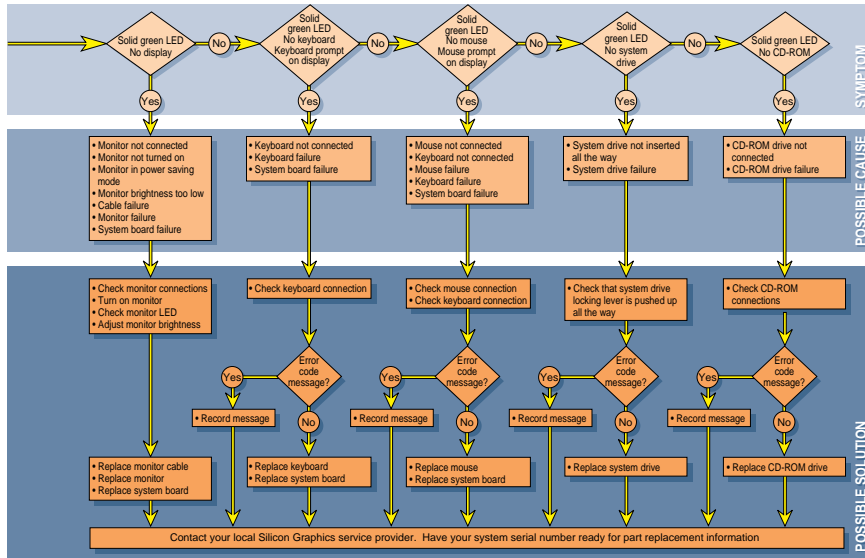 Solid
green LED
No display
No
Solid
green LED
No keyboard
Keyboard prompt
on display
No
Solid
green LED
No mouse
Mouse prompt
on display
No
Solid
green LED
No system
drive
No
Solid
green LED
No CD-ROM
Yes
Yes
Yes
Yes
Yes
SYMPTOM
• Monitor not connected
• Monitor not turned on
• Monitor in power saving
mode
• Monitor brightness too low
• Cable failure
• Monitor failure
• System board failure
• Keyboard not connected
• Keyboard failure
• System board failure
• Mouse not connected
• Keyboard not connected
• Mouse failure
• Keyboard failure
• System board failure
• System drive not inserted
all the way
• System drive failure
• CD-ROM drive not
connected
• CD-ROM drive failure
POSSIBLE CAUSE
• Check monitor connections
• Turn on monitor
• Check monitor LED
• Adjust monitor brightness
• Check keyboard connection
• Check mouse connection
• Check keyboard connection
• Check that system drive
locking lever is pushed up
all the way
• Check CD-ROM
connections
Yes
Error
code
message?
Yes
Error
code
message?
Yes
Error
code
message?
Yes
Error
code
message?
• Record message
No
• Record message
No
• Record message
No
• Record message
No
• Replace monitor cable
• Replace monitor
• Replace system board
• Replace keyboard
• Replace system board
• Replace mouse
• Replace system board
• Replace system drive
• Replace CD-ROM drive
POSSIBLE SOLUTION
Contact your local Silicon Graphics service provider. Have your system serial number ready for part replacement information